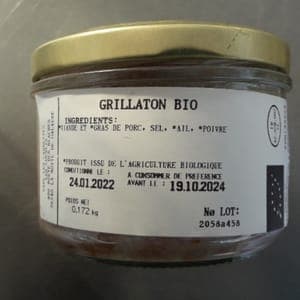 GRILLATON BIO
INGREDIENTS:
*VIANDE ET *GRAS DE PORC, SEL, *AIL, *POIVRE
*PRODUIT ISSU DE L'AGRICULTURE BIOLOGIQUE
CONDITIONNE LE : A CONSOMMER DE PREFERENCE
24.01.2022 AVANT LE : 19.10.2024
POIDS NET
0,172 kg
Nø LOT:
2058a458